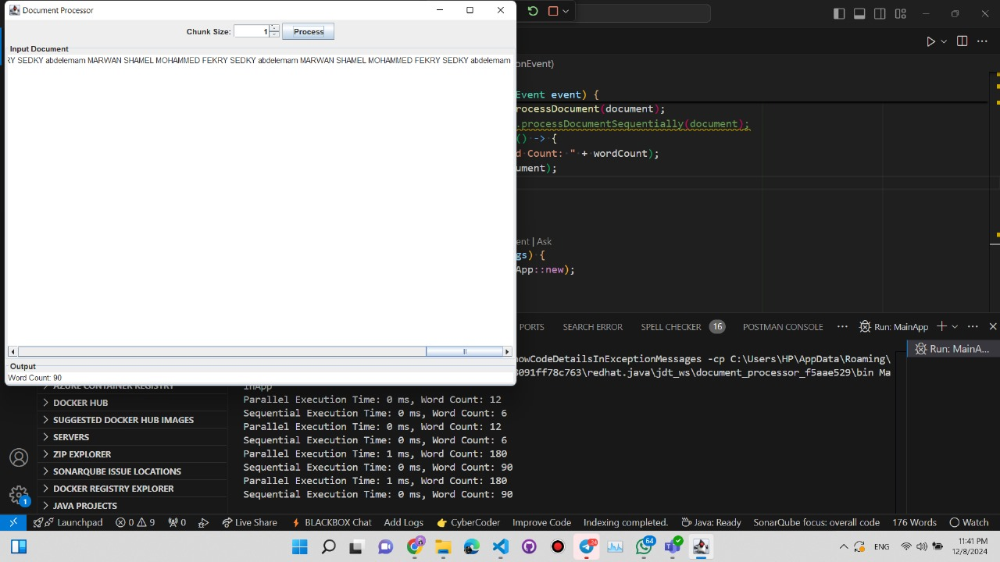 Document Processor
Chunk Size: 1 Process
Input Document
RY SEDKY abdelemam MARWAN SHAMEL MOHAMMED FEKRY SEDKY abdelemam MARWAN SHAMEL MOHAMMED FEKRY SEDKY abdelemam
Output
Word Count: 90
onEvent)
Event event) {
rocessDocument(document);
.processDocumentSequentially(document);
() -> {
d Count: " + wordCount);
ument);
ent | Ask
gs) {
App::new);
PORTS SEARCH ERROR SPELL CHECKER 16 POSTMAN CONSOLE ··· Run: MainApp
Run: MainA...
howCodeDetailsInExceptionMessages -cp C:\Users\HP\AppData\Roaming\
8091ff78c763\redhat.java\jdt_ws\document_processor_f5aae529\bin Ma
inApp
Parallel Execution Time: 0 ms, Word Count: 12
Sequential Execution Time: 0 ms, Word Count: 6
Parallel Execution Time: 0 ms, Word Count: 12
Sequential Execution Time: 0 ms, Word Count: 6
Parallel Execution Time: 1 ms, Word Count: 180
Sequential Execution Time: 0 ms, Word Count: 90
Parallel Execution Time: 1 ms, Word Count: 180
Sequential Execution Time: 0 ms, Word Count: 90
AZURE CONTAINER REGISTRY
DOCKER HUB
SUGGESTED DOCKER HUB IMAGES
SERVERS
ZIP EXPLORER
SONARQUBE ISSUE LOCATIONS
DOCKER REGISTRY EXPLORER
JAVA PROJECTS
1
Launchpad 0 9 0 Live Share BLACKBOX Chat Add Logs CyberCoder Improve Code Indexing completed. Java: Ready SonarQube focus: overall code 176 Words Watch
24 64 ENG 11:41 PM
12/8/2024